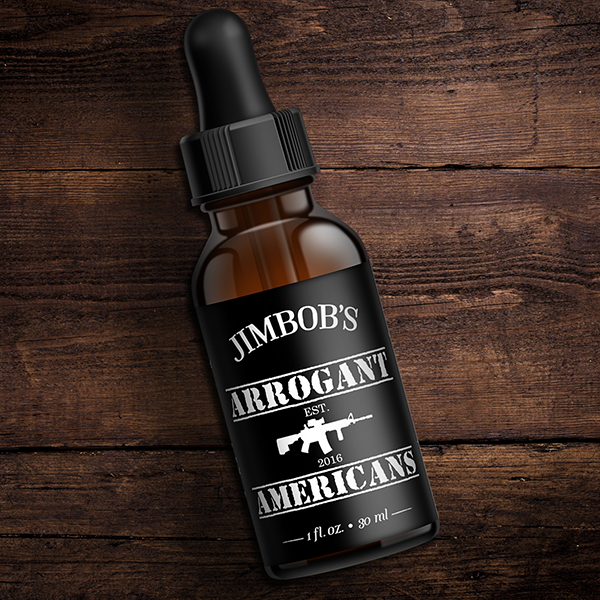 JIMBOB'S
ARROGANT
EST.
2016
AMERICANS
1 fl. oz. • 30 ml